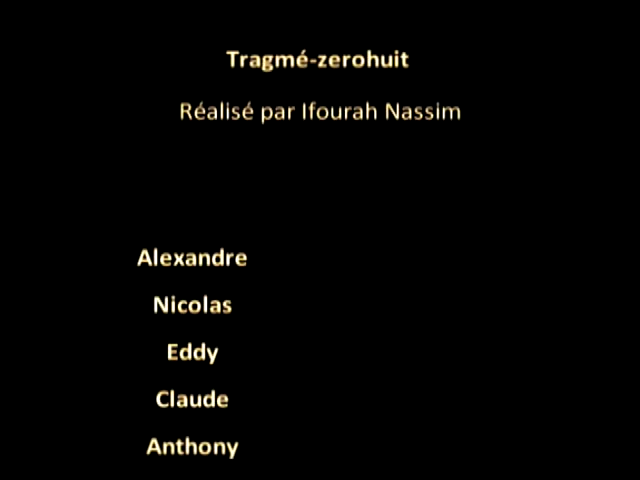 Tragmé-zerohuit
Réalisé par Ifourah Nassim
Alexandre
Nicolas
Eddy
Claude
Anthony